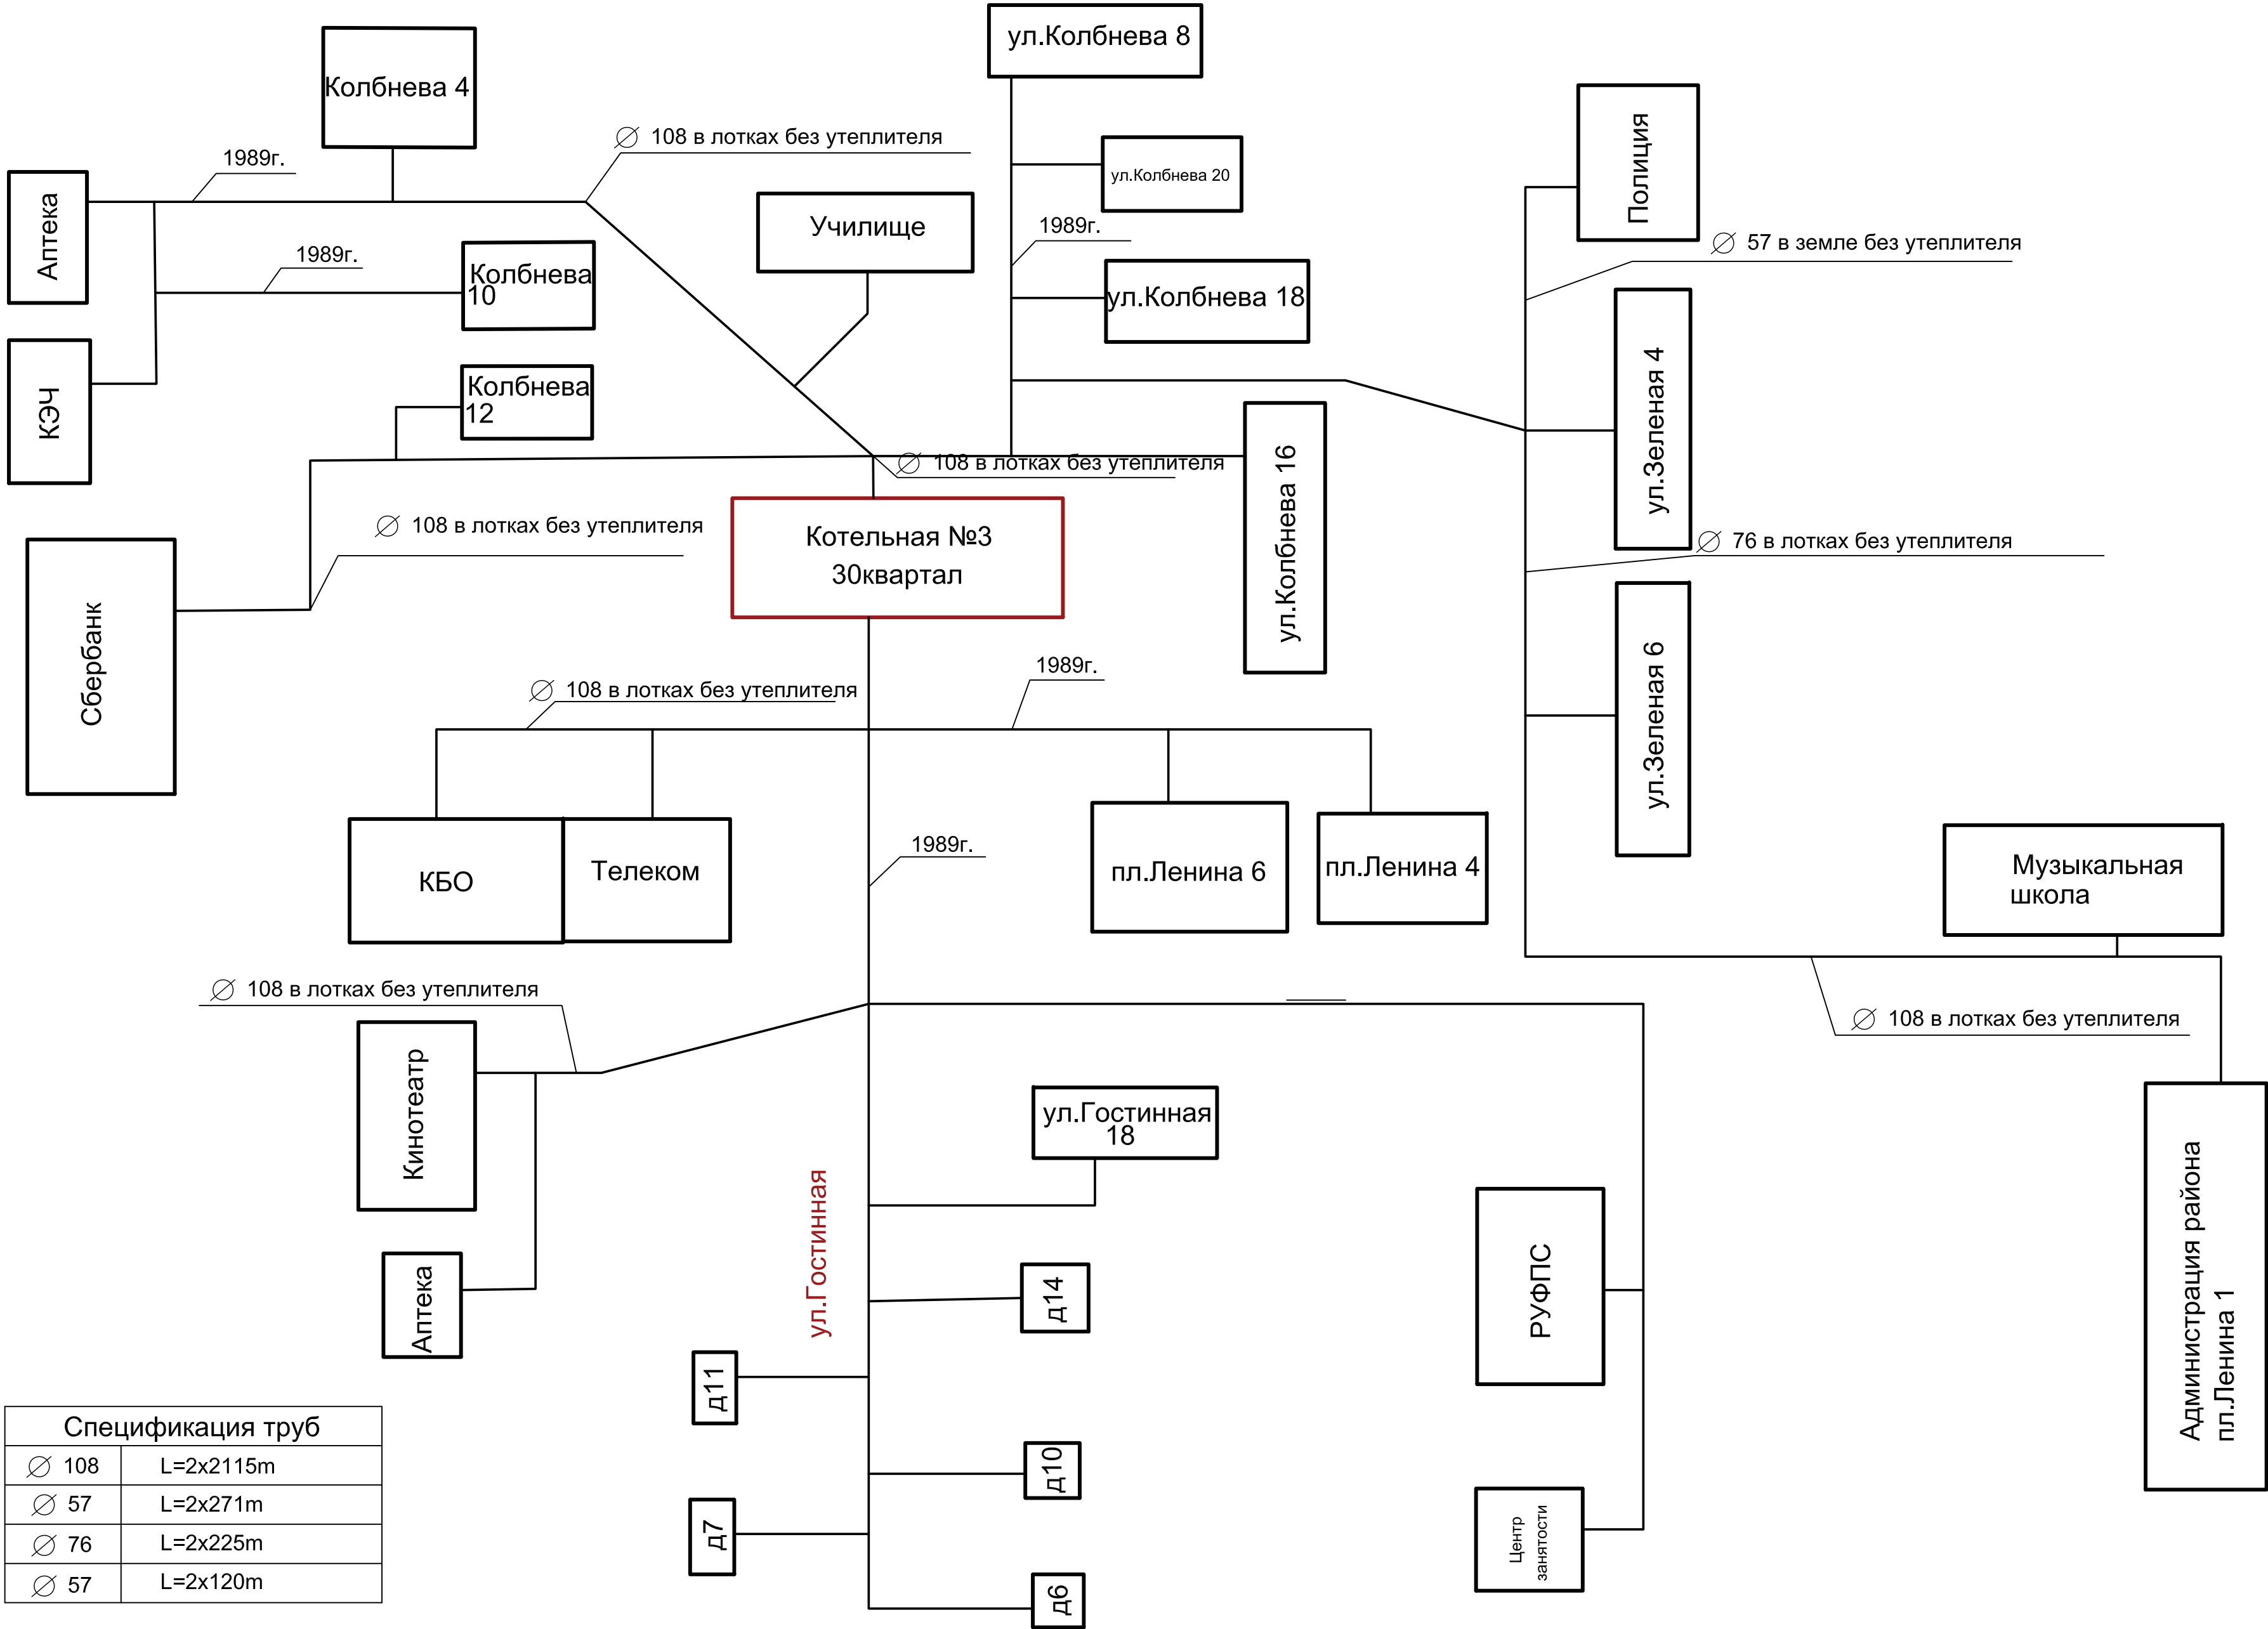 ул.Колбнева 8
Колбнева 4
∅ 108 в лотках без утеплителя
1989г.
Полиция
ул.Колбнева 20
Аптека
Училище
1989г.
∅ 57 в земле без утеплителя
1989г.
Колбнева
10
ул.Колбнева 18
КЭЧ
Колбнева
12
ул.Зеленая 4
∅ 108 в лотках без утеплителя
ул.Колбнева 16
∅ 108 в лотках без утеплителя
Котельная №3
30квартал
∅ 76 в лотках без утеплителя
Сбербанк
ул.Зеленая 6
∅ 108 в лотках без утеплителя
1989г.
1989г.
КБО
Телеком
пл.Ленина 6
пл.Ленина 4
Музыкальная
школа
∅ 108 в лотках без утеплителя
∅ 108 в лотках без утеплителя
Кинотеатр
ул.Гостинная
18
ул.Гостинная
Администрация района
пл.Ленина 1
Аптека
д14
РУФПС
д11
д10
д7
Центр
занятости
д6
Спецификация труб
∅ 108 L=2x2115m
∅ 57 L=2x271m
∅ 76 L=2x225m
∅ 57 L=2x120m